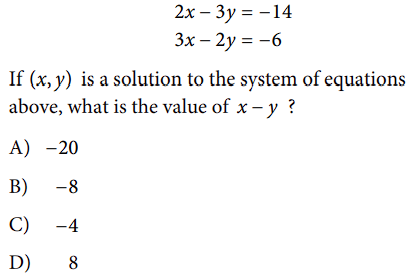 2x – 3y = −14
3x – 2y = −6
If (x, y) is a solution to the system of equations
above, what is the value of x – y ?
A) −20
B) −8
C) −4
D) 8